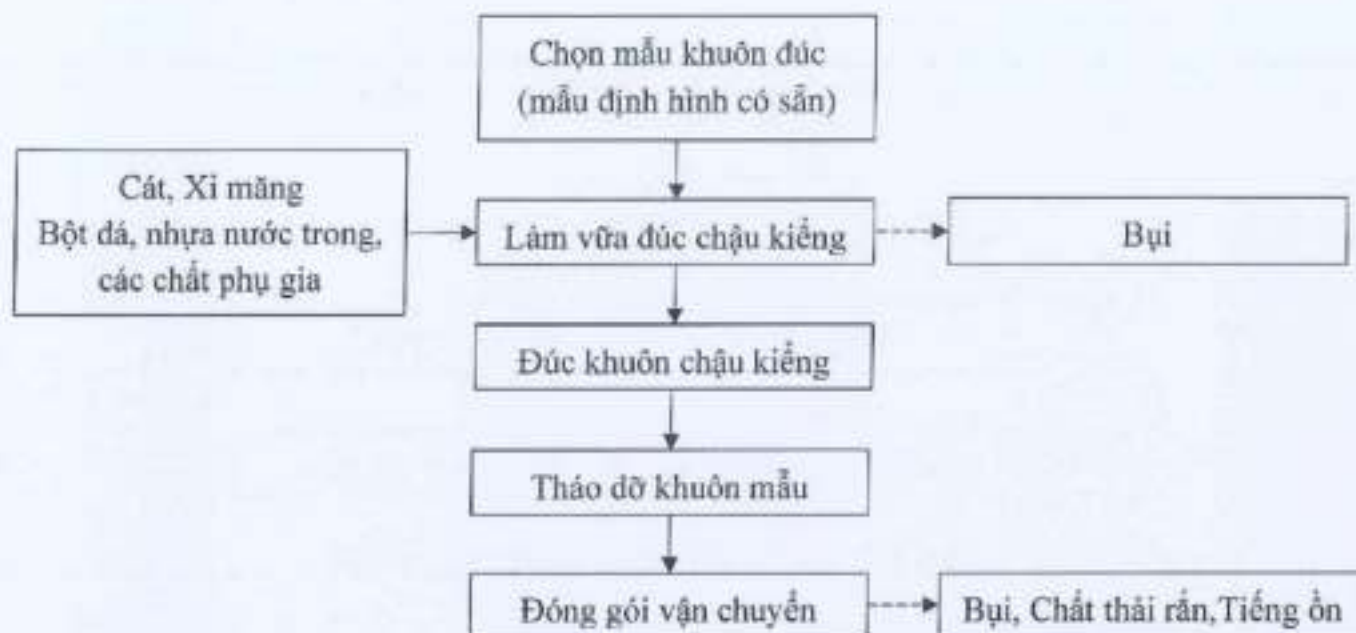 Chọn mẫu khuôn đúc
(mẫu định hình có sẵn)
Cát, Xi măng
Bột đá, nhựa nước trong,
các chất phụ gia
Làm vữa đúc chậu kiểng
Bụi
Đúc khuôn chậu kiểng
Tháo dỡ khuôn mẫu
Đóng gói vận chuyển
Bụi, Chất thải rắn,Tiếng ồn